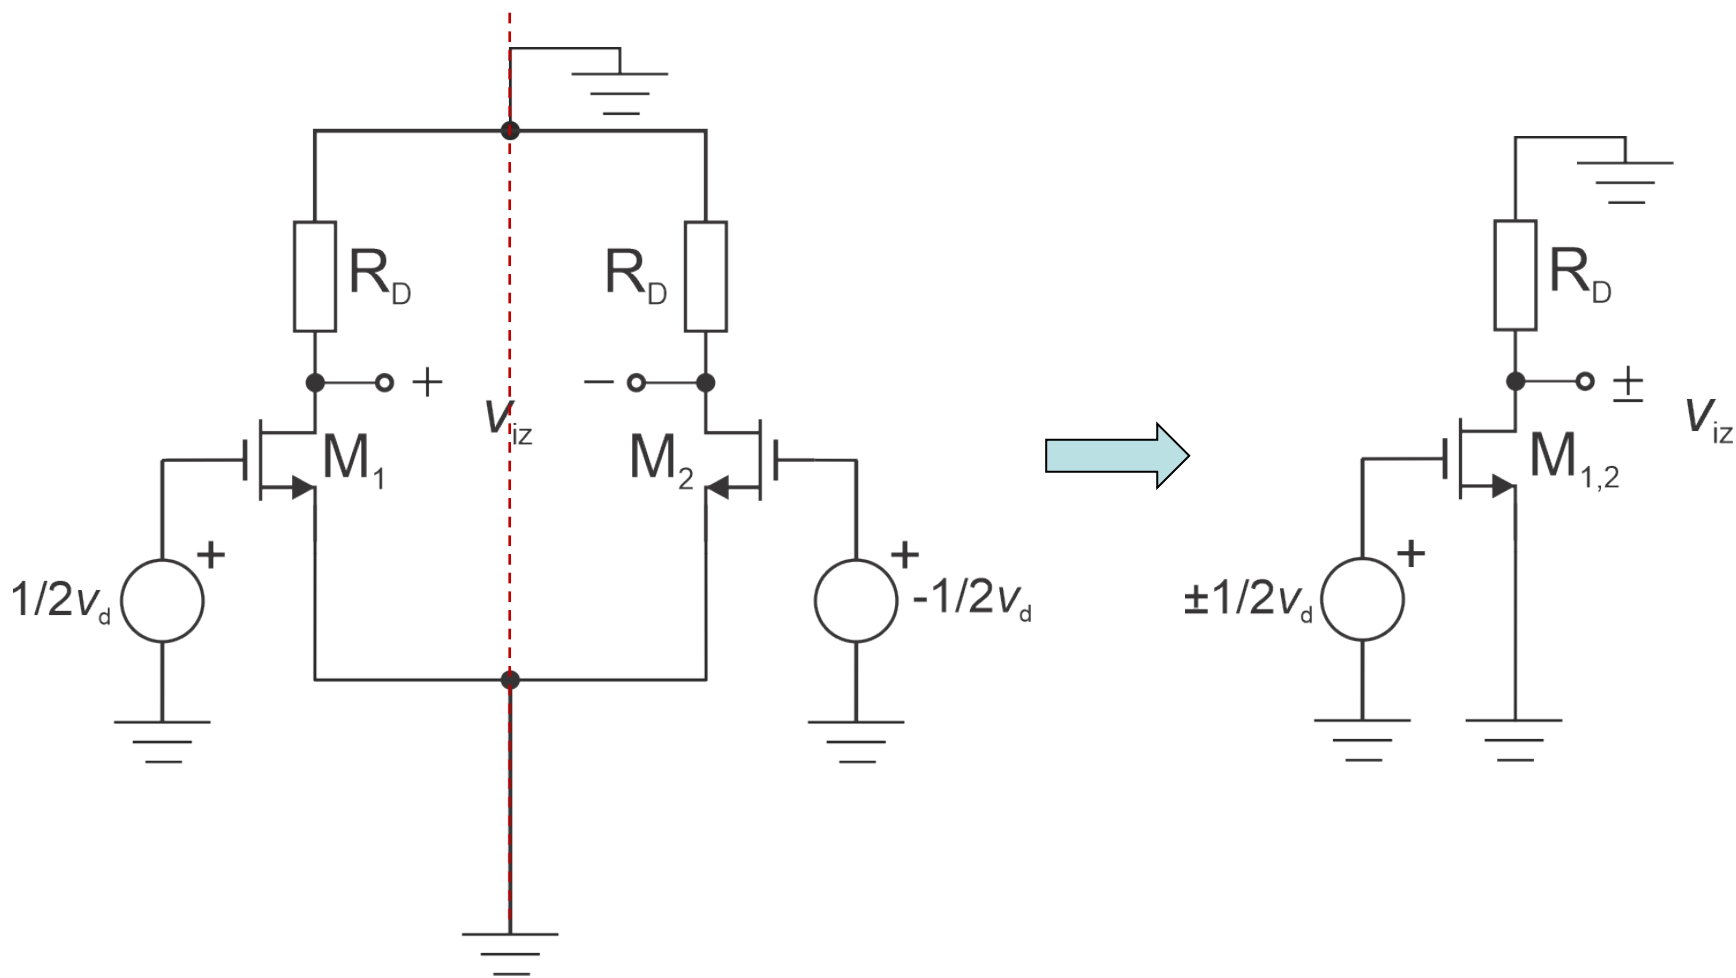 R_D
R_D
+
−
v_iz
M_1
M_2
+
1/2v_d
+
-1/2v_d
R_D
±
v_iz
M_1,2
+
±1/2v_d